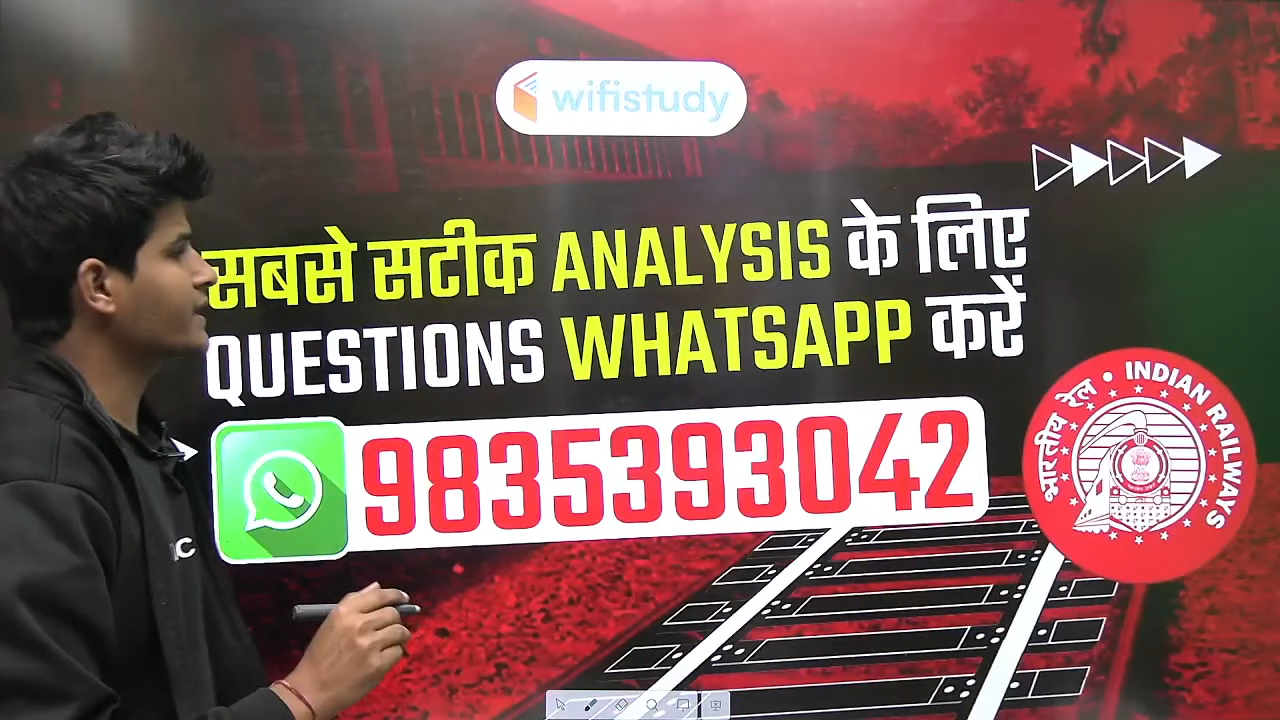 wifistudy
सबसे सटीक ANALYSIS के लिए
QUESTIONS WHATSAPP करें
9835393042
भारतीय रेल • INDIAN RAILWAYS